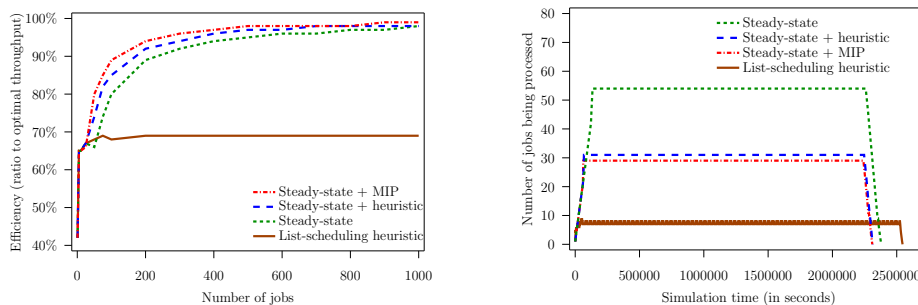 100%
90%
80%
70%
60%
50%
40%
Efficiency (ratio to optimal throughput)
Steady-state + MIP
Steady-state + heuristic
Steady-state
List-scheduling heuristic
0 200 400 600 800 1000
Number of jobs
80
70
60
50
40
30
20
10
0
Number of jobs being processed
Steady-state
Steady-state + heuristic
Steady-state + MIP
List-scheduling heuristic
0 500000 1000000 1500000 2000000 2500000
Simulation time (in seconds)